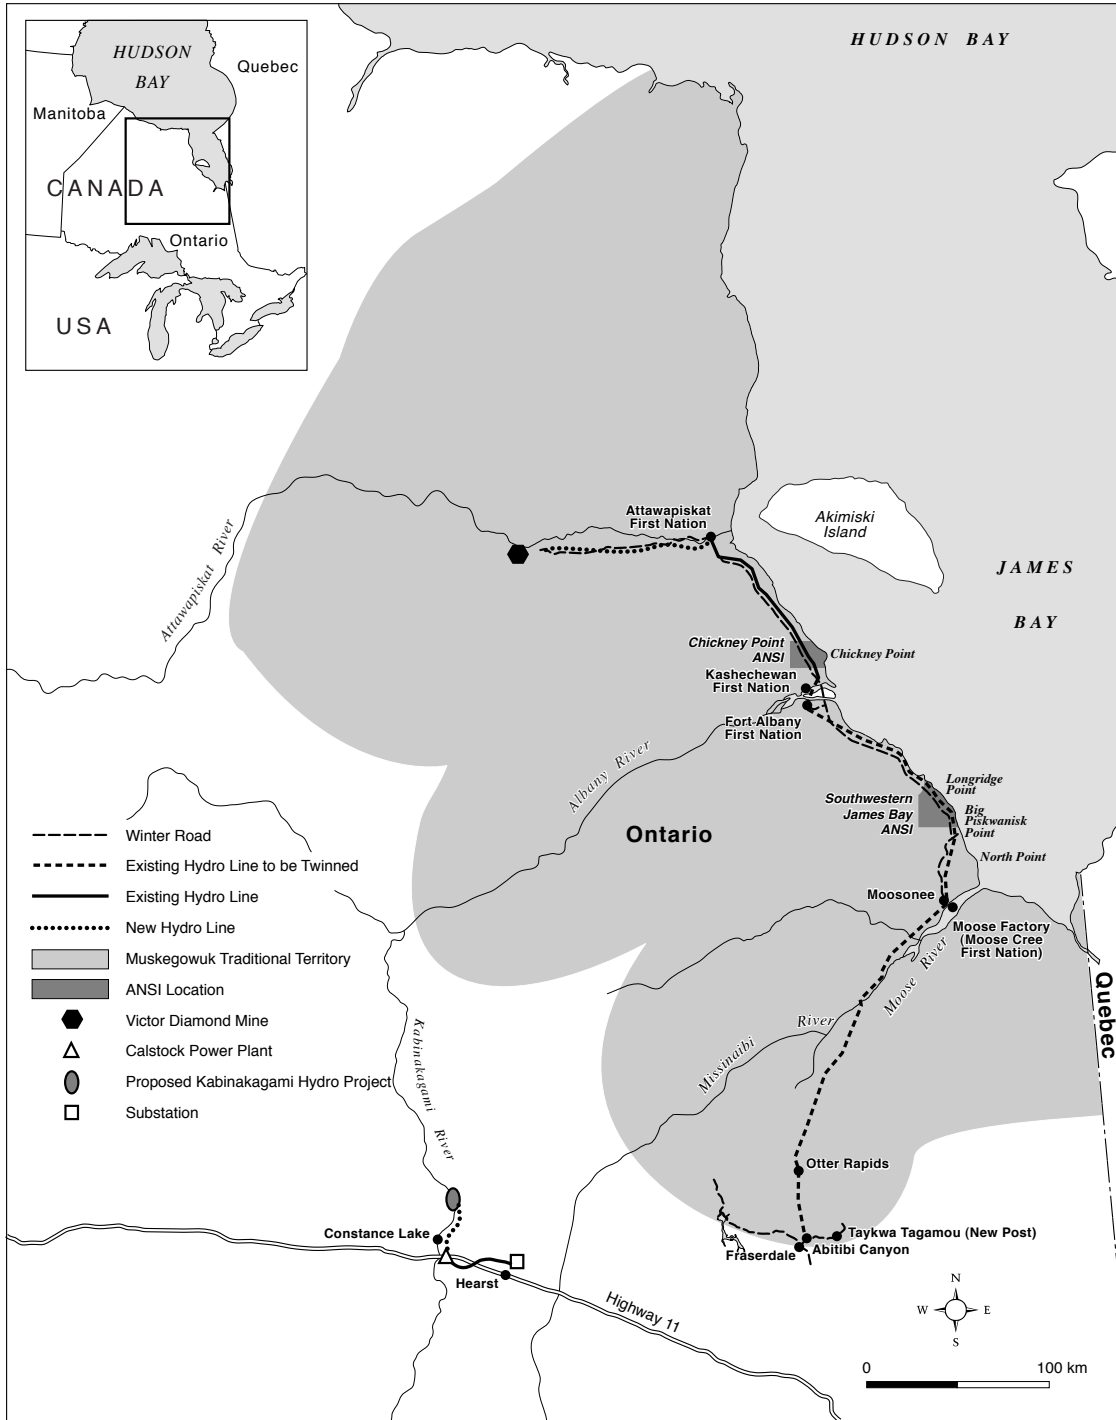 HUDSON
BAY
Quebec
Manitoba
CANADA
Ontario
USA
HUDSON BAY
Attawapiskat
First Nation
Akimiski
Island
JAMES
BAY
Attawapiskat River
Chickney Point
ANSI
Chickney Point
Kashechewan
First Nation
Fort Albany
First Nation
Albany River
Longridge
Point
Southwestern
James Bay
ANSI
Big
Piskwanisk
Point
Ontario
North Point
Moosonee
Moose Factory
(Moose Cree
First Nation)
Moose River
Quebec
Missinaibi River
Kabinakagami River
Winter Road
Existing Hydro Line to be Twinned
Existing Hydro Line
New Hydro Line
Muskegowuk Traditional Territory
ANSI Location
Victor Diamond Mine
Calstock Power Plant
Proposed Kabinakagami Hydro Project
Substation
Otter Rapids
Constance Lake
Taykwa Tagamou (New Post)
Fraserdale
Abitibi Canyon
Hearst
Highway 11
N
W E
S
0 100 km